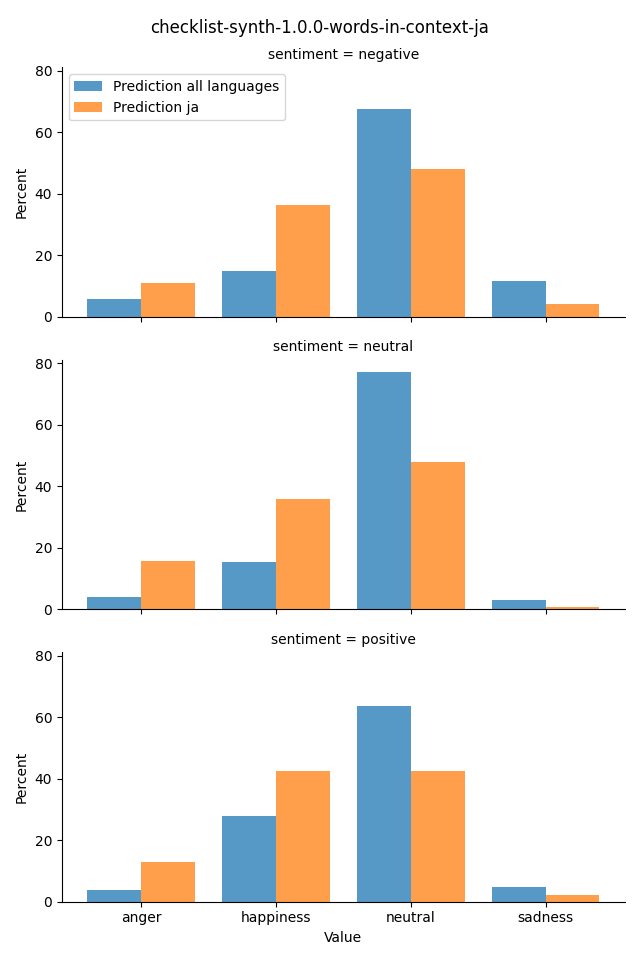 checklist-synth-1.0.0-words-in-context-ja
sentiment = negative
80
60
40
20
0
Percent
Prediction all languages
Prediction ja
sentiment = neutral
80
60
40
20
0
Percent
sentiment = positive
80
60
40
20
0
Percent
anger happiness neutral sadness
Value